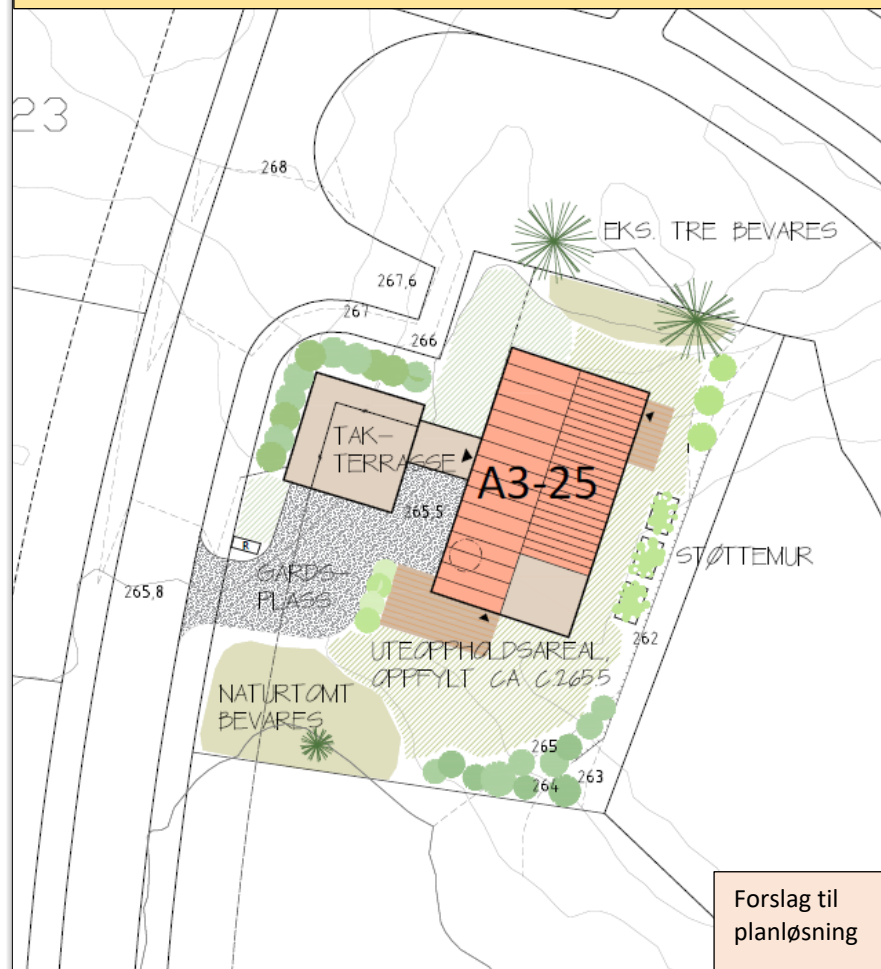 23
268
EKS. TRE BEVARES
267,6
267
266
TAK-
TERRASSE
A3-25
265,5
STØTTEMUR
R
GARDS-
PLASS
265,8
262
UTEOPPHOLDSAREAL,
OPPFYLT CA C.265.5
NATURTOMT
BEVARES
265
263
264
Forslag til
planløsning